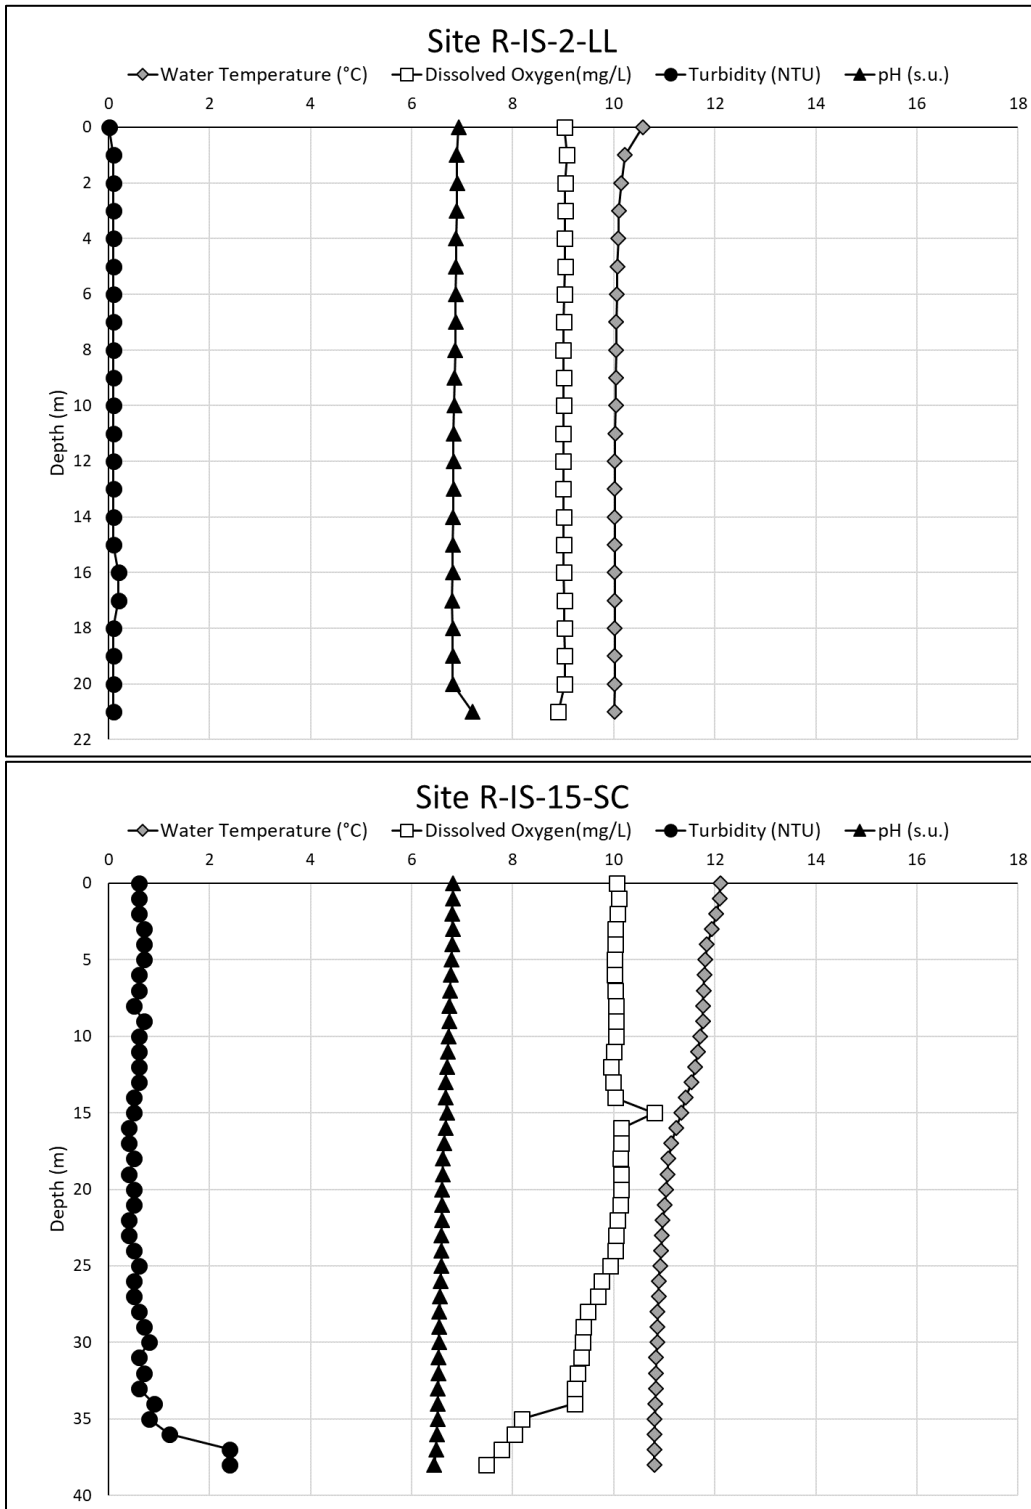 Site R-IS-2-LL
Water Temperature (°C) Dissolved Oxygen(mg/L) Turbidity (NTU) pH (s.u.)
0 2 4 6 8 10 12 14 16 18
0
2
4
6
8
10
12
14
16
18
20
22
Depth (m)
Site R-IS-15-SC
Water Temperature (°C) Dissolved Oxygen(mg/L) Turbidity (NTU) pH (s.u.)
0 2 4 6 8 10 12 14 16 18
0
5
10
15
20
25
30
35
40
Depth (m)